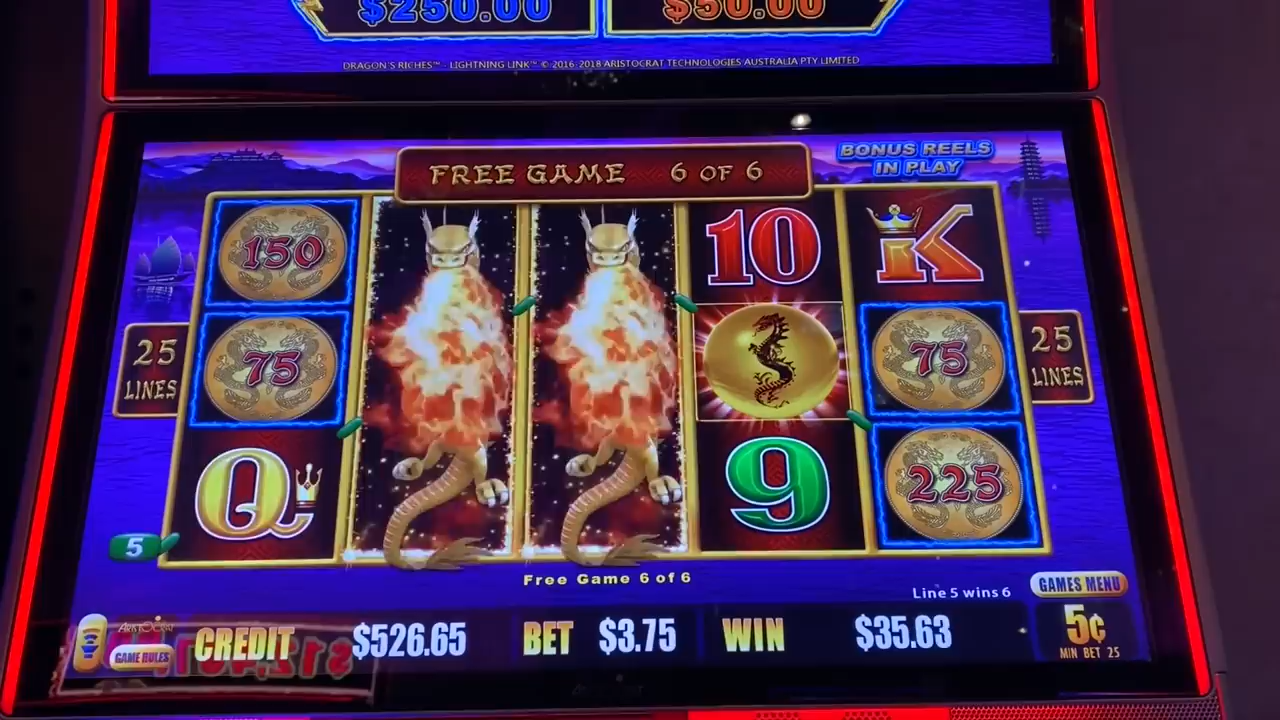 $250.00 $50.00
DRAGON'S RICHES™ - LIGHTNING LINK™ © 2016-2018 ARISTOCRAT TECHNOLOGIES AUSTRALIA PTY LIMITED
FREE GAME 6 OF 6
BONUS REELS
IN PLAY
150 10 K
25
LINES
75 75
25
LINES
Q 9 225
5
Free Game 6 of 6
Line 5 wins 6
GAMES MENU
ARISTOCRAT
GAME RULES
CREDIT $526.65 BET $3.75 WIN $35.63
5¢
MIN BET 25